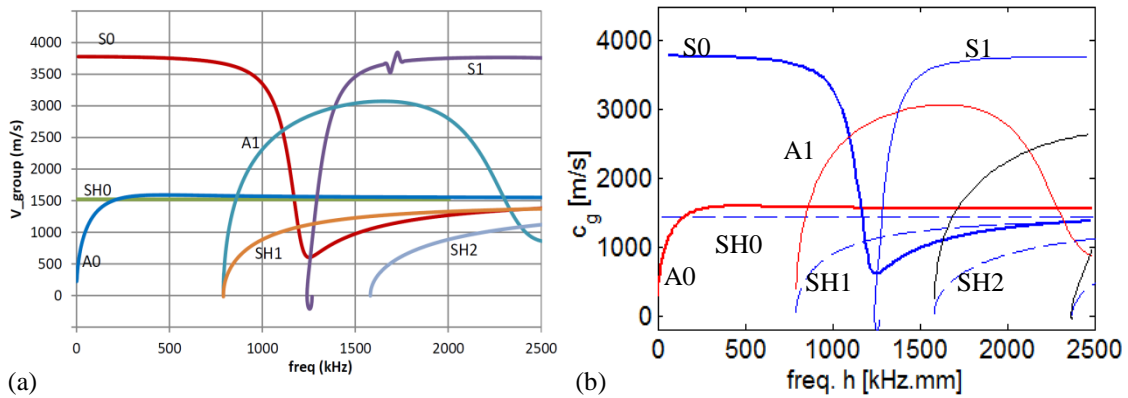 4000
3500
3000
2500
2000
1500
1000
500
0
V_group (m/s)
S0
S1
A1
SH0
SH1
SH2
A0
0 500 1000 1500 2000 2500
freq (kHz)
(a)
4000
3000
2000
1000
0
c_g [m/s]
S0
S1
A1
SH0
A0
SH1
SH2
0 500 1000 1500 2000 2500
freq. h [kHz.mm]
(b)